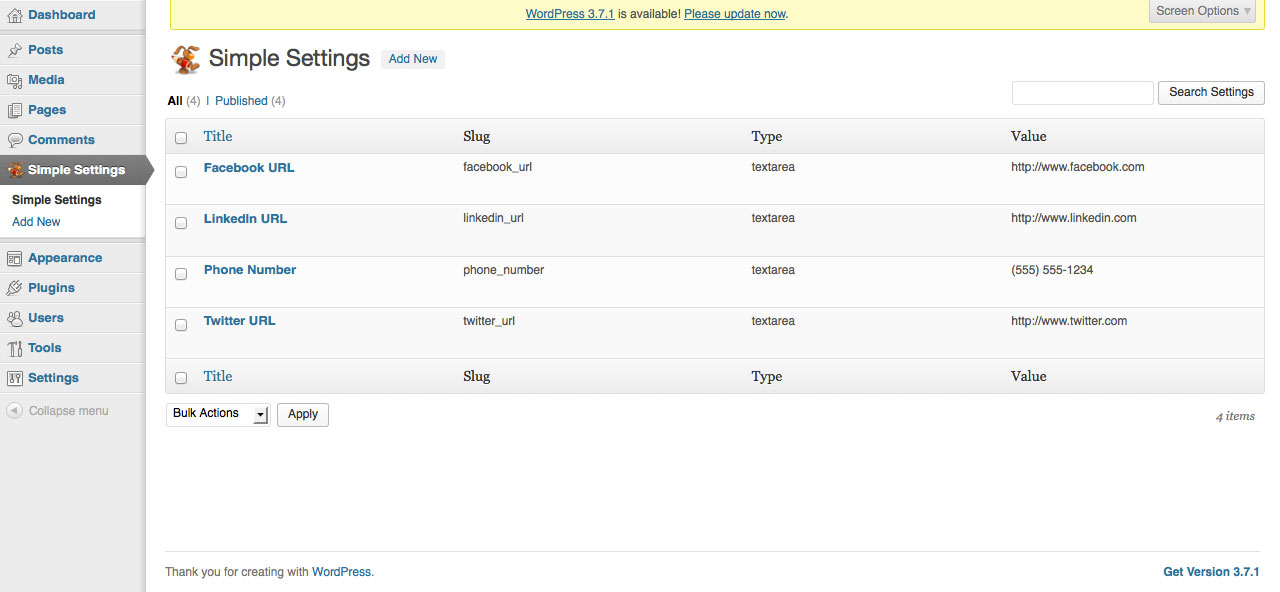 WordPress 3.7.1 is available! Please update now.
Screen Options
Dashboard
Posts
Media
Pages
Comments
Simple Settings
Simple Settings
Add New
Appearance
Plugins
Users
Tools
Settings
Collapse menu
Simple Settings Add New
All (4) | Published (4)
Search Settings
Title Slug Type Value
Facebook URL facebook_url textarea http://www.facebook.com
LinkedIn URL linkedin_url textarea http://www.linkedin.com
Phone Number phone_number textarea (555) 555-1234
Twitter URL twitter_url textarea http://www.twitter.com
Title Slug Type Value
Bulk Actions Apply
4 items
Thank you for creating with WordPress.
Get Version 3.7.1